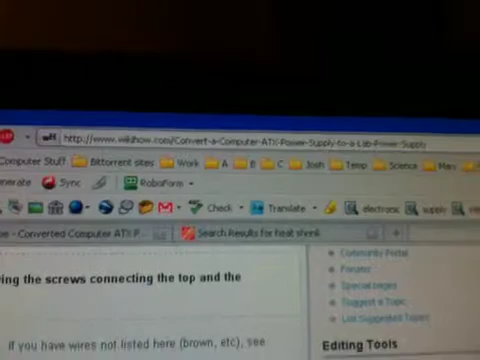 http://www.wikihow.com/Convert-a-Computer-ATX-Power-Supply-to-a-Lab-Power-Supply
Computer Stuff Bittorrent sites Work A B C Josh Temp Science
Sync RoboForm
Check Translate electronic supply
- Converted Computer ATX P... Search Results for heat shrink
Community Portal
ing the screws connecting the top and the
Forums
Special pages
Suggest a Topic
List Suggested Topics
if you have wires not listed here (brown, etc), see
Editing Tools